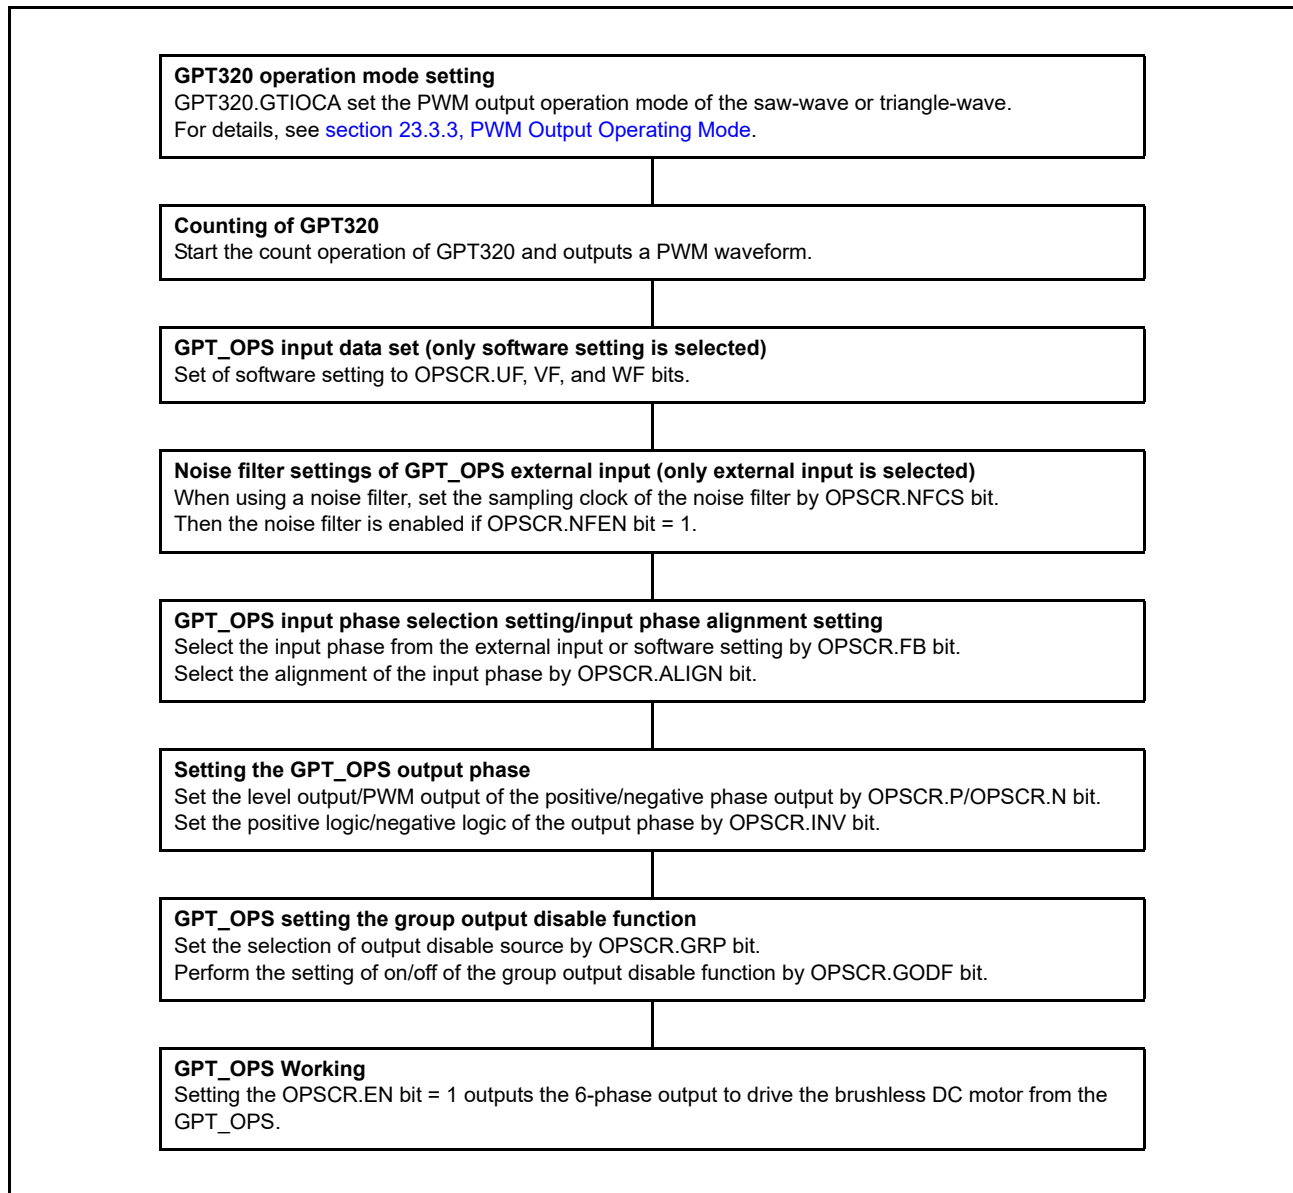 GPT320 operation mode setting
GPT320.GTIOCA set the PWM output operation mode of the saw-wave or triangle-wave.
For details, see section 23.3.3, PWM Output Operating Mode.
Counting of GPT320
Start the count operation of GPT320 and outputs a PWM waveform.
GPT_OPS input data set (only software setting is selected)
Set of software setting to OPSCR.UF, VF, and WF bits.
Noise filter settings of GPT_OPS external input (only external input is selected)
When using a noise filter, set the sampling clock of the noise filter by OPSCR.NFCS bit.
Then the noise filter is enabled if OPSCR.NFEN bit = 1.
GPT_OPS input phase selection setting/input phase alignment setting
Select the input phase from the external input or software setting by OPSCR.FB bit.
Select the alignment of the input phase by OPSCR.ALIGN bit.
Setting the GPT_OPS output phase
Set the level output/PWM output of the positive/negative phase output by OPSCR.P/OPSCR.N bit.
Set the positive logic/negative logic of the output phase by OPSCR.INV bit.
GPT_OPS setting the group output disable function
Set the selection of output disable source by OPSCR.GRP bit.
Perform the setting of on/off of the group output disable function by OPSCR.GODF bit.
GPT_OPS Working
Setting the OPSCR.EN bit = 1 outputs the 6-phase output to drive the brushless DC motor from the
GPT_OPS.